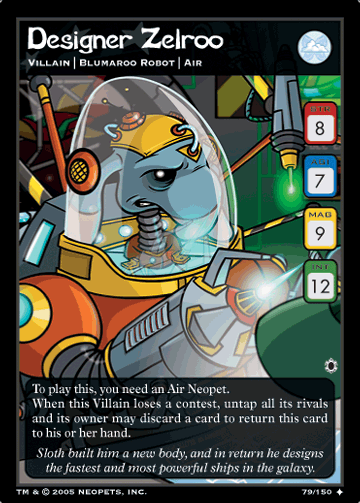 Designer Zelroo
VILLAIN | BLUMAROO ROBOT | AIR
STR
8
AGI
7
MAG
9
INT
12
To play this, you need an Air Neopet.
When this Villain loses a contest, untap all its rivals
and its owner may discard a card to return this card
to his or her hand.
Sloth built him a new body, and in return he designs
the fastest and most powerful ships in the galaxy.
TM & © 2005 NEOPETS, INC.
79/150